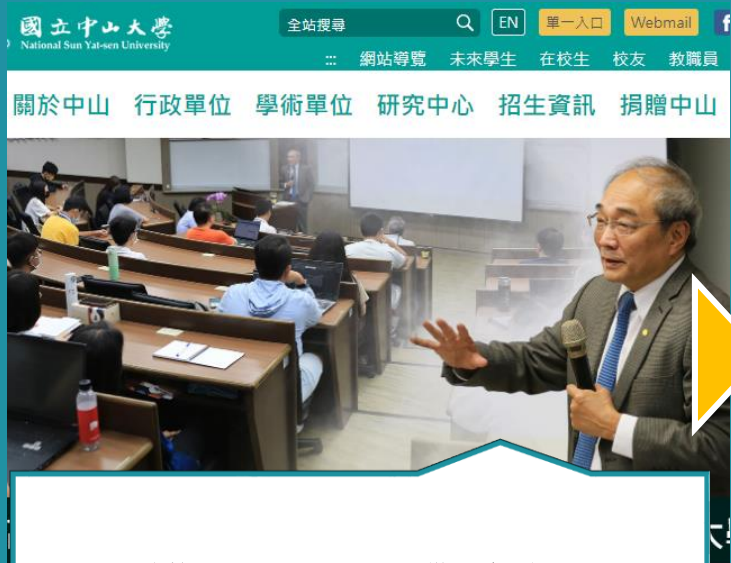 國立中山大學
National Sun Yat-sen University
全站搜尋
EN
單一入口
Webmail
f
:::
網站導覽
未來學生
在校生
校友
教職員
關於中山
行政單位
學術單位
研究中心
招生資訊
捐贈中山